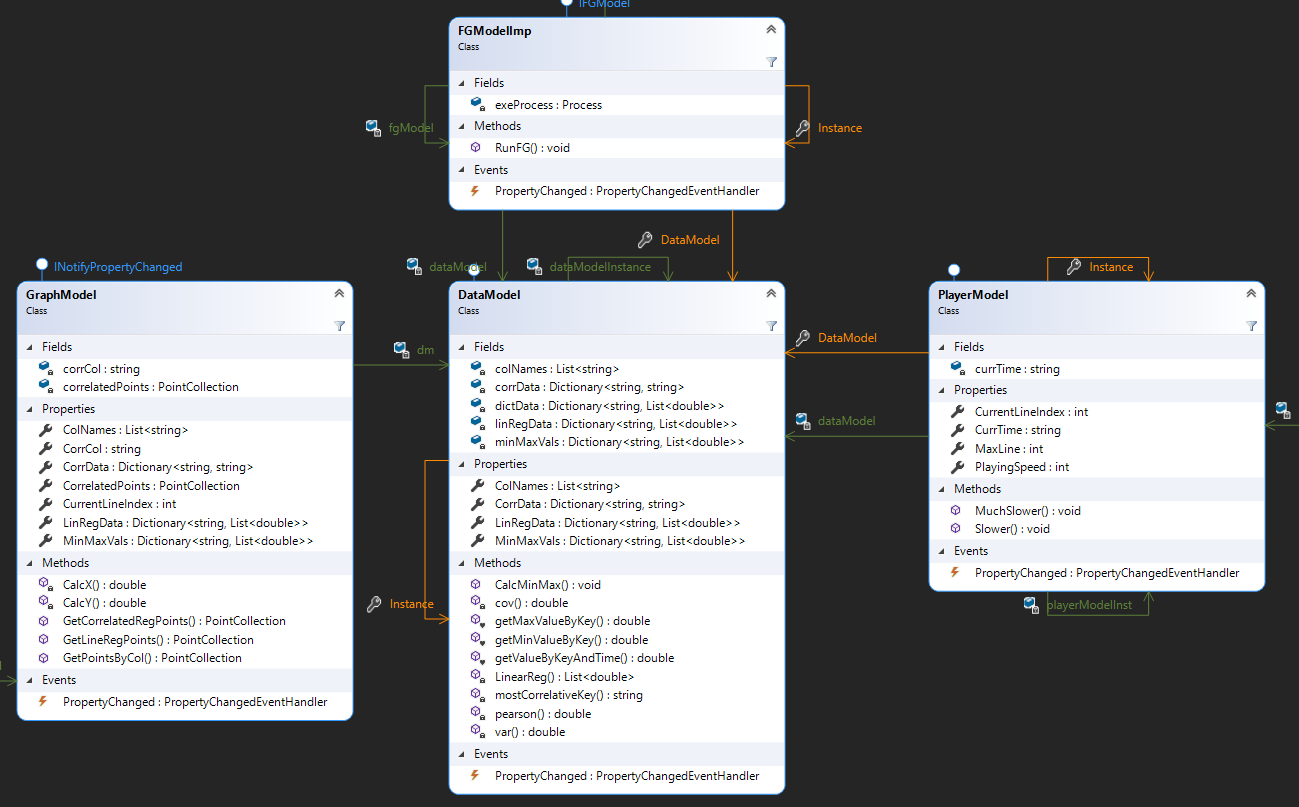 IFGModel
FGModelImp
Class
Fields
exeProcess : Process
Methods
RunFG() : void
Events
PropertyChanged : PropertyChangedEventHandler
fgModel
Instance
DataModel
dataModel
dataModelInstance
INotifyPropertyChanged
GraphModel
Class
Fields
corrCol : string
correlatedPoints : PointCollection
Properties
ColNames : List<string>
CorrCol : string
CorrData : Dictionary<string, string>
CorrelatedPoints : PointCollection
CurrentLineIndex : int
LinRegData : Dictionary<string, List<double>>
MinMaxVals : Dictionary<string, List<double>>
Methods
CalcX() : double
CalcY() : double
GetCorrelatedRegPoints() : PointCollection
GetLineRegPoints() : PointCollection
GetPointsByCol() : PointCollection
Events
PropertyChanged : PropertyChangedEventHandler
dm
DataModel
Class
Fields
colNames : List<string>
corrData : Dictionary<string, string>
dictData : Dictionary<string, List<double>>
linRegData : Dictionary<string, List<double>>
minMaxVals : Dictionary<string, List<double>>
Properties
ColNames : List<string>
CorrData : Dictionary<string, string>
LinRegData : Dictionary<string, List<double>>
MinMaxVals : Dictionary<string, List<double>>
Methods
CalcMinMax() : void
cov() : double
getMaxValueByKey() : double
getMinValueByKey() : double
getValueByKeyAndTime() : double
LinearReg() : List<double>
mostCorrelativeKey() : string
pearson() : double
var() : double
Events
PropertyChanged : PropertyChangedEventHandler
Instance
DataModel
dataModel
Instance
PlayerModel
Class
Fields
currTime : string
Properties
CurrentLineIndex : int
CurrTime : string
MaxLine : int
PlayingSpeed : int
Methods
MuchSlower() : void
Slower() : void
Events
PropertyChanged : PropertyChangedEventHandler
playerModelInst